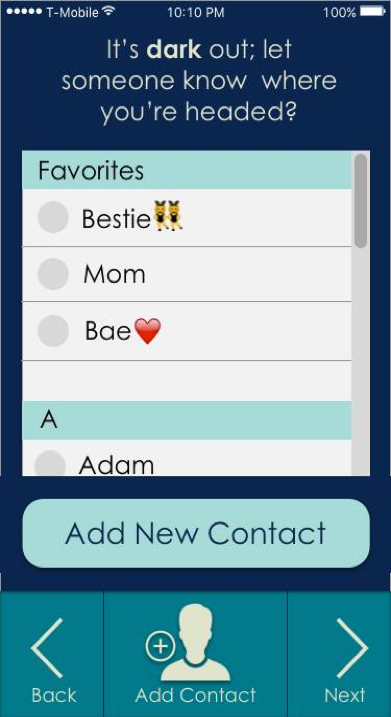 T-Mobile 10:10 PM 100%
It's dark out; let
someone know where
you're headed?
Favorites
Bestie👯
Mom
Bae❤️
A
Adam
Add New Contact
Back Add Contact Next